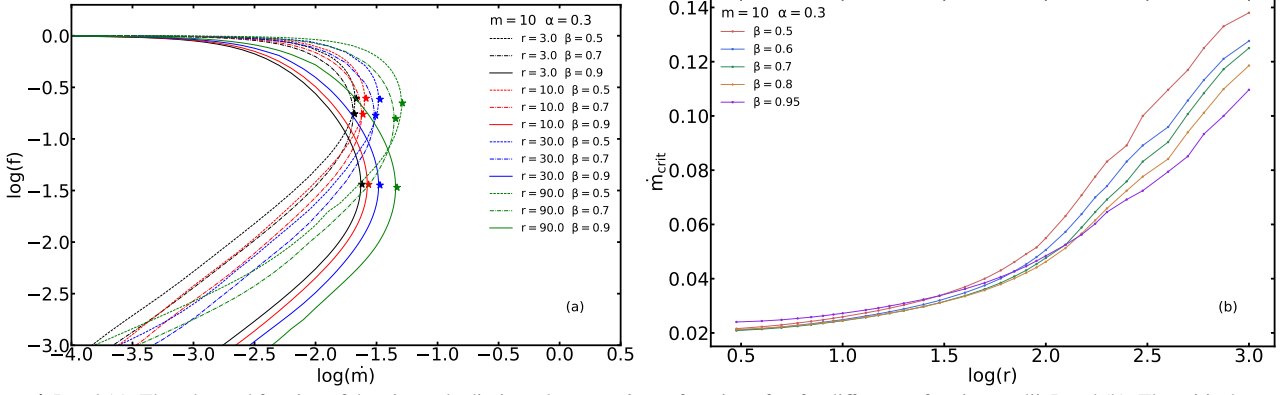 m = 10 α = 0.3
r = 3.0 β = 0.5
r = 3.0 β = 0.7
r = 3.0 β = 0.9
r = 10.0 β = 0.5
r = 10.0 β = 0.7
r = 10.0 β = 0.9
r = 30.0 β = 0.5
r = 30.0 β = 0.7
r = 30.0 β = 0.9
r = 90.0 β = 0.5
r = 90.0 β = 0.7
r = 90.0 β = 0.9
0.0
−0.5
−1.0
−1.5
−2.0
−2.5
−3.0
log(f)
(a)
−4.0 −3.5 −3.0 −2.5 −2.0 −1.5 −1.0 −0.5 0.0 0.5
log(ṁ)
m = 10 α = 0.3
β = 0.5
β = 0.6
β = 0.7
β = 0.8
β = 0.95
0.14
0.12
0.10
0.08
0.06
0.04
0.02
ṁcrit
(b)
0.5 1.0 1.5 2.0 2.5 3.0
log(r)